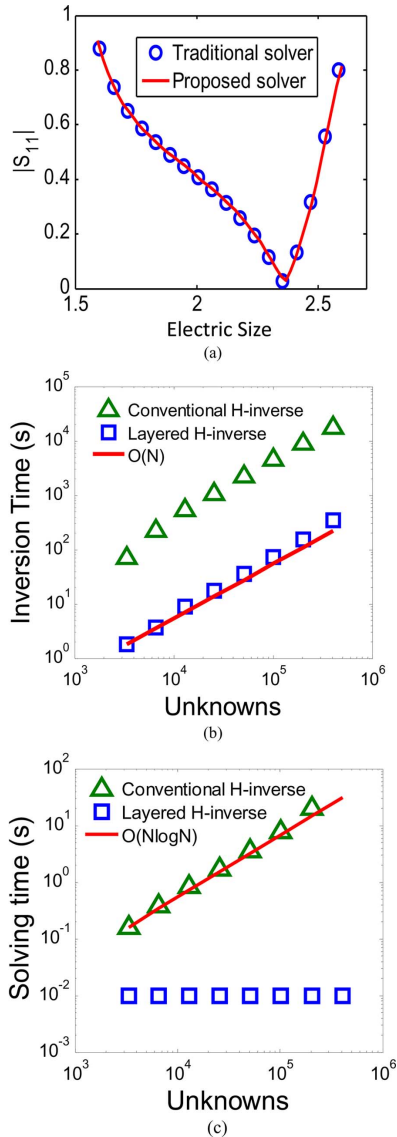 1
0.8
0.6
0.4
0.2
0
|S11|
Traditional solver
Proposed solver
1.5 2 2.5
Electric Size
(a)
10^5
10^4
10^3
10^2
10^1
10^0
Inversion Time (s)
Conventional H-inverse
Layered H-inverse
O(N)
10^3 10^4 10^5 10^6
Unknowns
(b)
10^2
10^1
10^0
10^-1
10^-2
10^-3
Solving time (s)
Conventional H-inverse
Layered H-inverse
O(NlogN)
10^3 10^4 10^5 10^6
Unknowns
(c)